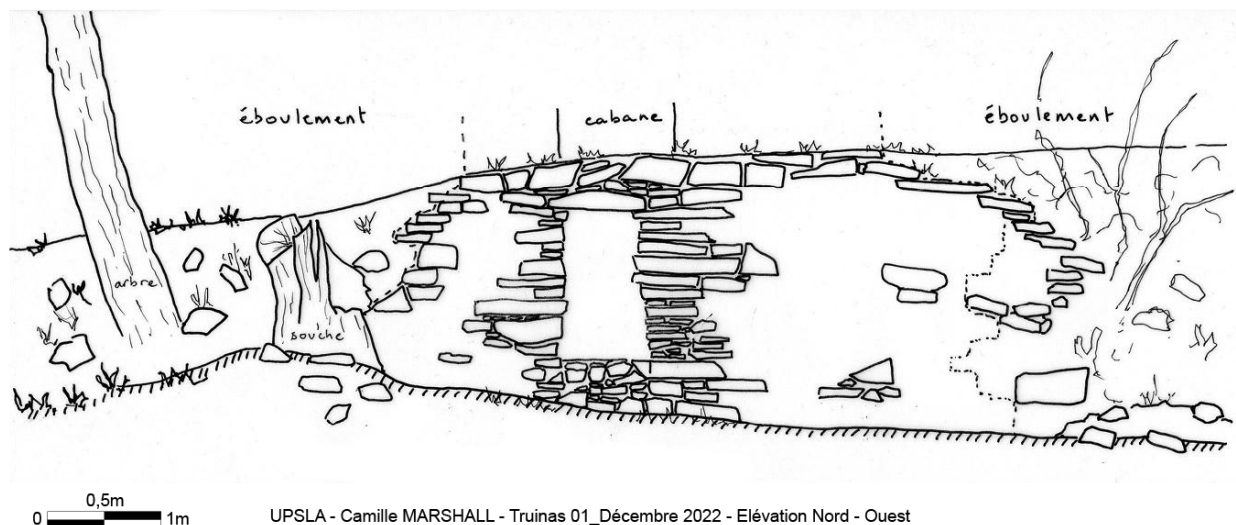 éboulement
cabane
éboulement
arbre
souche
0,5m
0 1m
UPSLA - Camille MARSHALL - Truinas 01_Décembre 2022 - Elévation Nord - Ouest